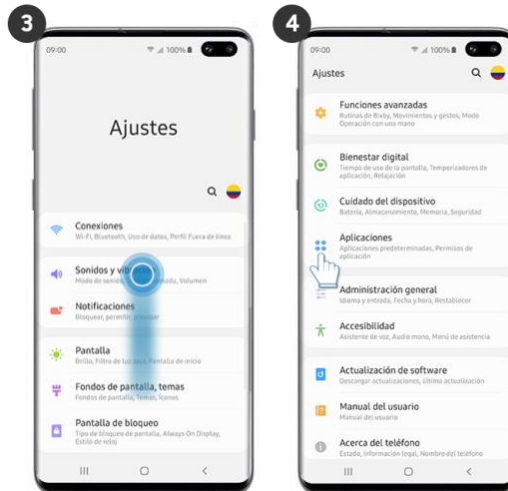 3
09:00
100%
Ajustes
Conexiones
Wi-Fi, Bluetooth, Uso de datos, Perfil Fuera de línea
Sonidos y
Modo de sonido, Volumen
Notificaciones
Bloquear, permitir, priorizar
Pantalla
Brillo, Filtro de luz azul, Pantalla de inicio
Fondos de pantalla, temas
Fondos de pantalla, Temas, Íconos
Pantalla de bloqueo
Tipo de bloqueo de pantalla, Always On Display,
Estilo de reloj
4
09:00
100%
Ajustes
Funciones avanzadas
Rutinas de Bixby, Movimientos y gestos, Modo
Operación con una mano
Bienestar digital
Tiempo de uso de la pantalla, Temporizadores de
aplicación, Relajación
Cuidado del dispositivo
Batería, Almacenamiento, Memoria, Seguridad
Aplicaciones
Aplicaciones predeterminadas, Permisos de
aplicación
Administración general
Idioma y entrada, Fecha y hora, Restablecer
Accesibilidad
Asistente de voz, Audio mono, Menú de asistencia
Actualización de software
Descargar actualizaciones, última actualización
Manual del usuario
Manual del usuario
Acerca del teléfono
Estado, Información legal, Nombre del teléfono